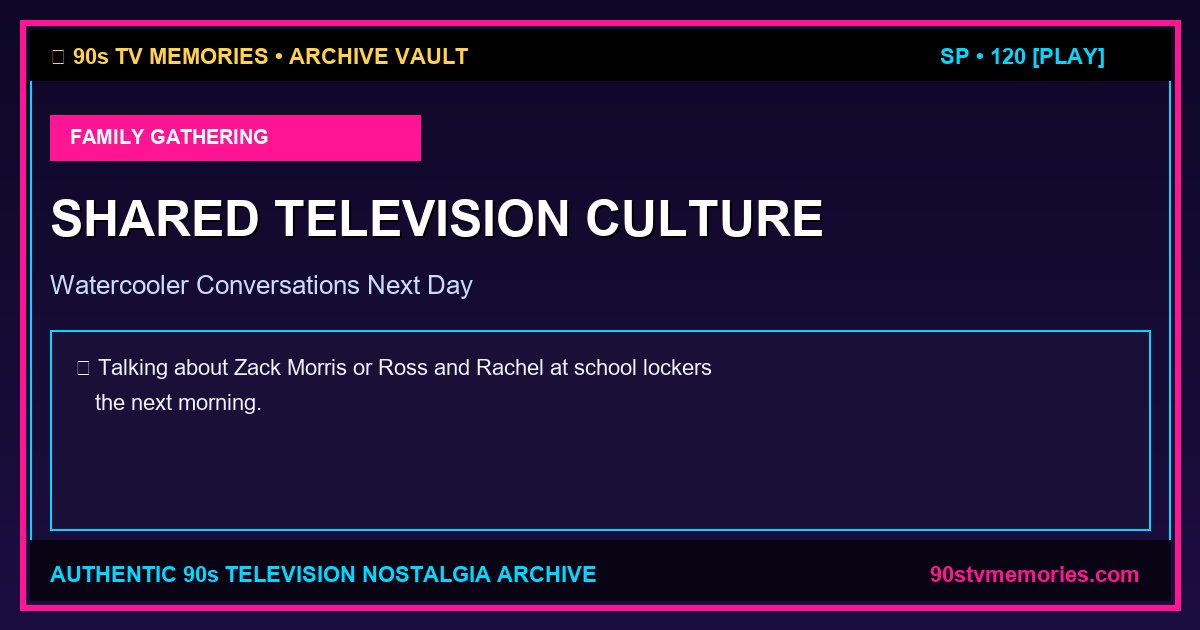 90s TV MEMORIES • ARCHIVE VAULT
SP • 120 [PLAY]
FAMILY GATHERING
SHARED TELEVISION CULTURE
Watercooler Conversations Next Day
Talking about Zack Morris or Ross and Rachel at school lockers
the next morning.
AUTHENTIC 90s TELEVISION NOSTALGIA ARCHIVE
90stvmemories.com